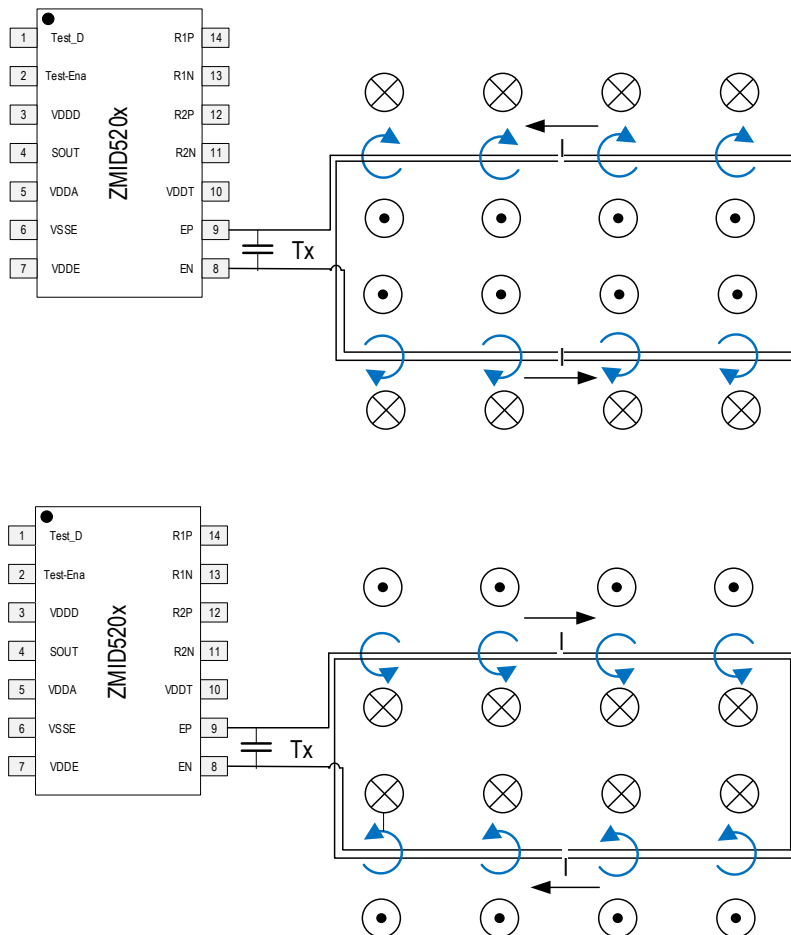 1 Test_D R1P 14
2 Test-Ena R1N 13
3 VDDD R2P 12
4 SOUT R2N 11
5 VDDA VDDT 10
6 VSSE EP 9
7 VDDE EN 8
ZMID520x
Tx
I
I
1 Test_D R1P 14
2 Test-Ena R1N 13
3 VDDD R2P 12
4 SOUT R2N 11
5 VDDA VDDT 10
6 VSSE EP 9
7 VDDE EN 8
ZMID520x
Tx
I
I